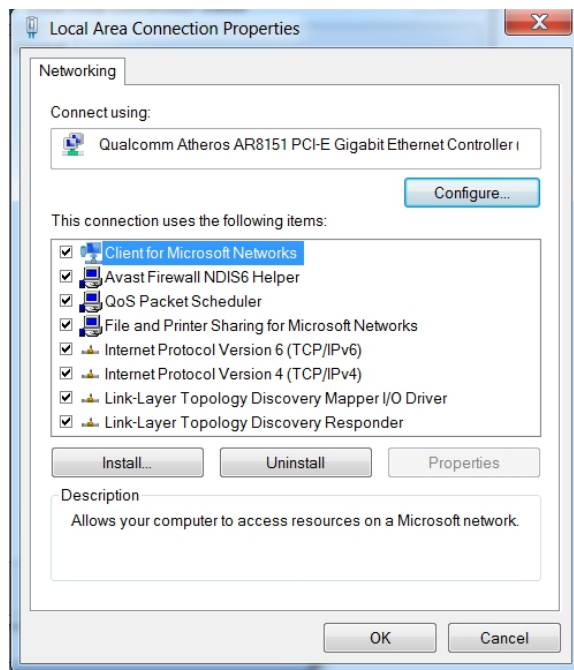 Local Area Connection Properties
Networking
Connect using:
Qualcomm Atheros AR8151 PCI-E Gigabit Ethernet Controller (
Configure...
This connection uses the following items:
Client for Microsoft Networks
Avast Firewall NDIS6 Helper
QoS Packet Scheduler
File and Printer Sharing for Microsoft Networks
Internet Protocol Version 6 (TCP/IPv6)
Internet Protocol Version 4 (TCP/IPv4)
Link-Layer Topology Discovery Mapper I/O Driver
Link-Layer Topology Discovery Responder
Install... Uninstall Properties
Description
Allows your computer to access resources on a Microsoft network.
OK Cancel